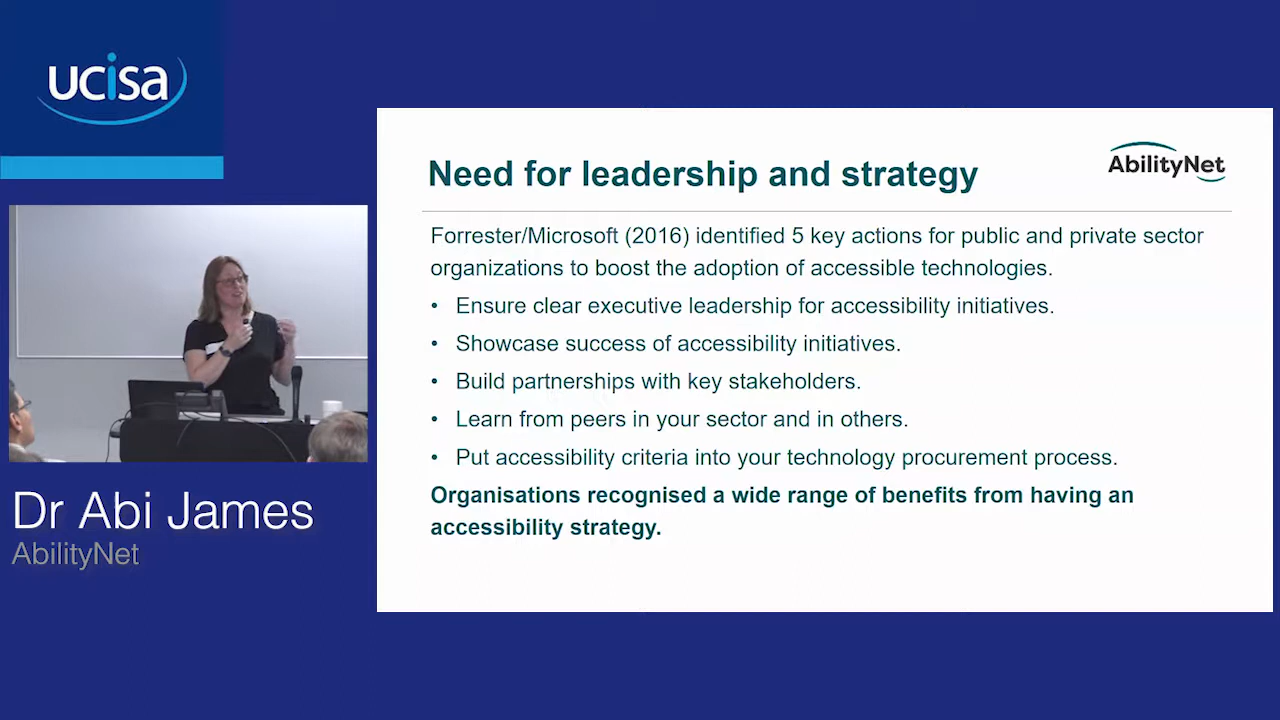 ucisa
Need for leadership and strategy
AbilityNet
Forrester/Microsoft (2016) identified 5 key actions for public and private sector
organizations to boost the adoption of accessible technologies.
• Ensure clear executive leadership for accessibility initiatives.
• Showcase success of accessibility initiatives.
• Build partnerships with key stakeholders.
• Learn from peers in your sector and in others.
• Put accessibility criteria into your technology procurement process.
Organisations recognised a wide range of benefits from having an
accessibility strategy.
Dr Abi James
AbilityNet